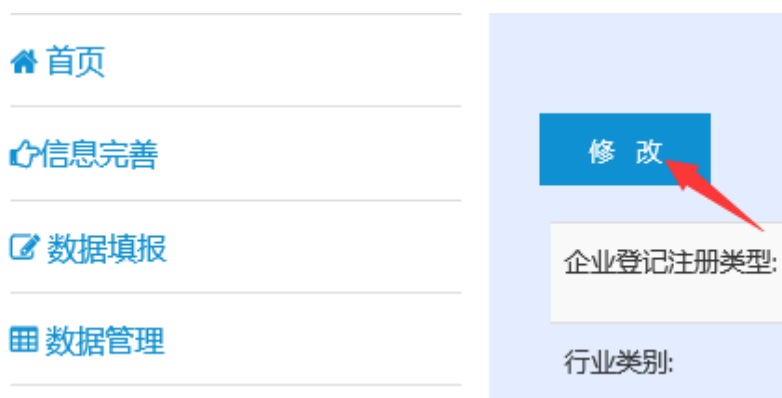 首页
信息完善
数据填报
数据管理
修 改
企业登记注册类型:
行业类别: